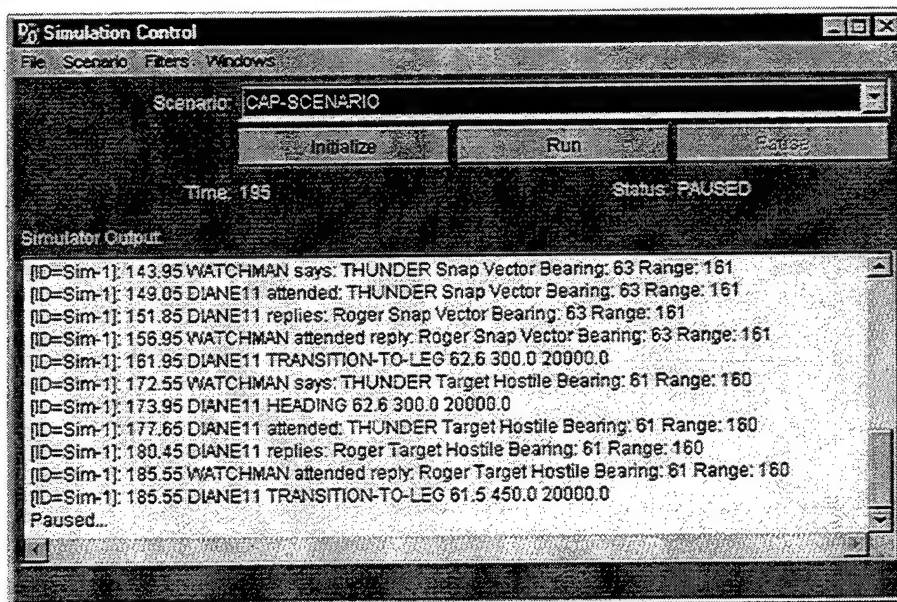 Simulation Control
File Scenario Filters Windows
Scenario: CAP-SCENARIO
Initialize Run Pause
Time: 195 Status: PAUSED
Simulator Output:
[ID=Sim-1]: 143.95 WATCHMAN says: THUNDER Snap Vector Bearing: 63 Range: 161
[ID=Sim-1]: 149.05 DIANE11 attended: THUNDER Snap Vector Bearing: 63 Range: 161
[ID=Sim-1]: 151.85 DIANE11 replies: Roger Snap Vector Bearing: 63 Range: 161
[ID=Sim-1]: 156.95 WATCHMAN attended reply: Roger Snap Vector Bearing: 63 Range: 161
[ID=Sim-1]: 161.95 DIANE11 TRANSITION-TO-LEG 62.6 300.0 20000.0
[ID=Sim-1]: 172.55 WATCHMAN says: THUNDER Target Hostile Bearing: 61 Range: 160
[ID=Sim-1]: 173.95 DIANE11 HEADING 62.6 300.0 20000.0
[ID=Sim-1]: 177.65 DIANE11 attended: THUNDER Target Hostile Bearing: 61 Range: 160
[ID=Sim-1]: 180.45 DIANE11 replies: Roger Target Hostile Bearing: 61 Range: 160
[ID=Sim-1]: 185.55 WATCHMAN attended reply: Roger Target Hostile Bearing: 61 Range: 160
[ID=Sim-1]: 185.55 DIANE11 TRANSITION-TO-LEG 61.5 450.0 20000.0
Paused...